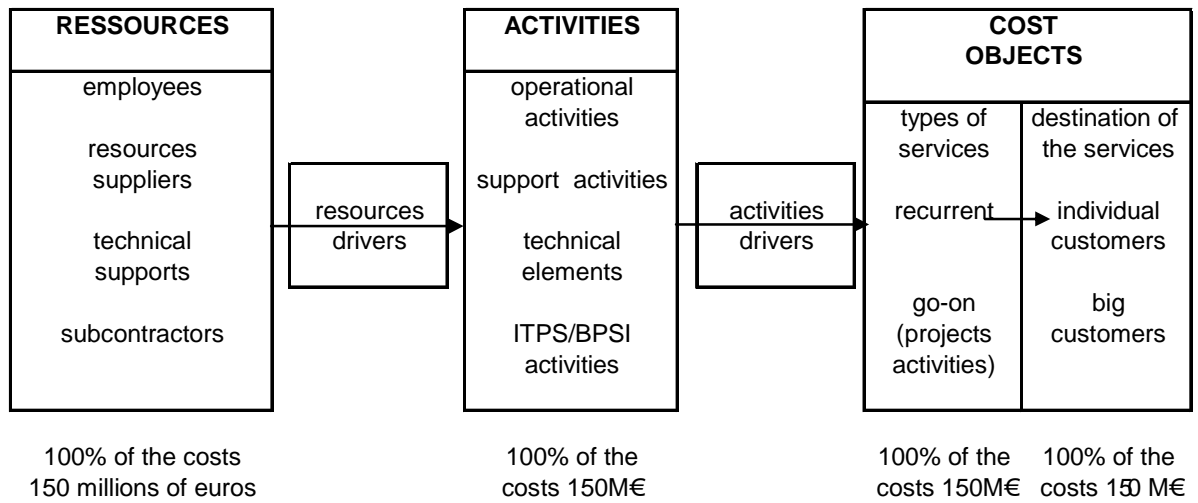 RESSOURCES
employees
resources
suppliers
technical
supports
subcontractors
100% of the costs
150 millions of euros
resources
drivers
ACTIVITIES
operational
activities
support activities
technical
elements
ITPS/BPSI
activities
100% of the
costs 150M€
activities
drivers
COST
OBJECTS
types of
services
recurrent
go-on
(projects
activities)
100% of the
costs 150M€
destination of
the services
individual
customers
big
customers
100% of the
costs 150 M€